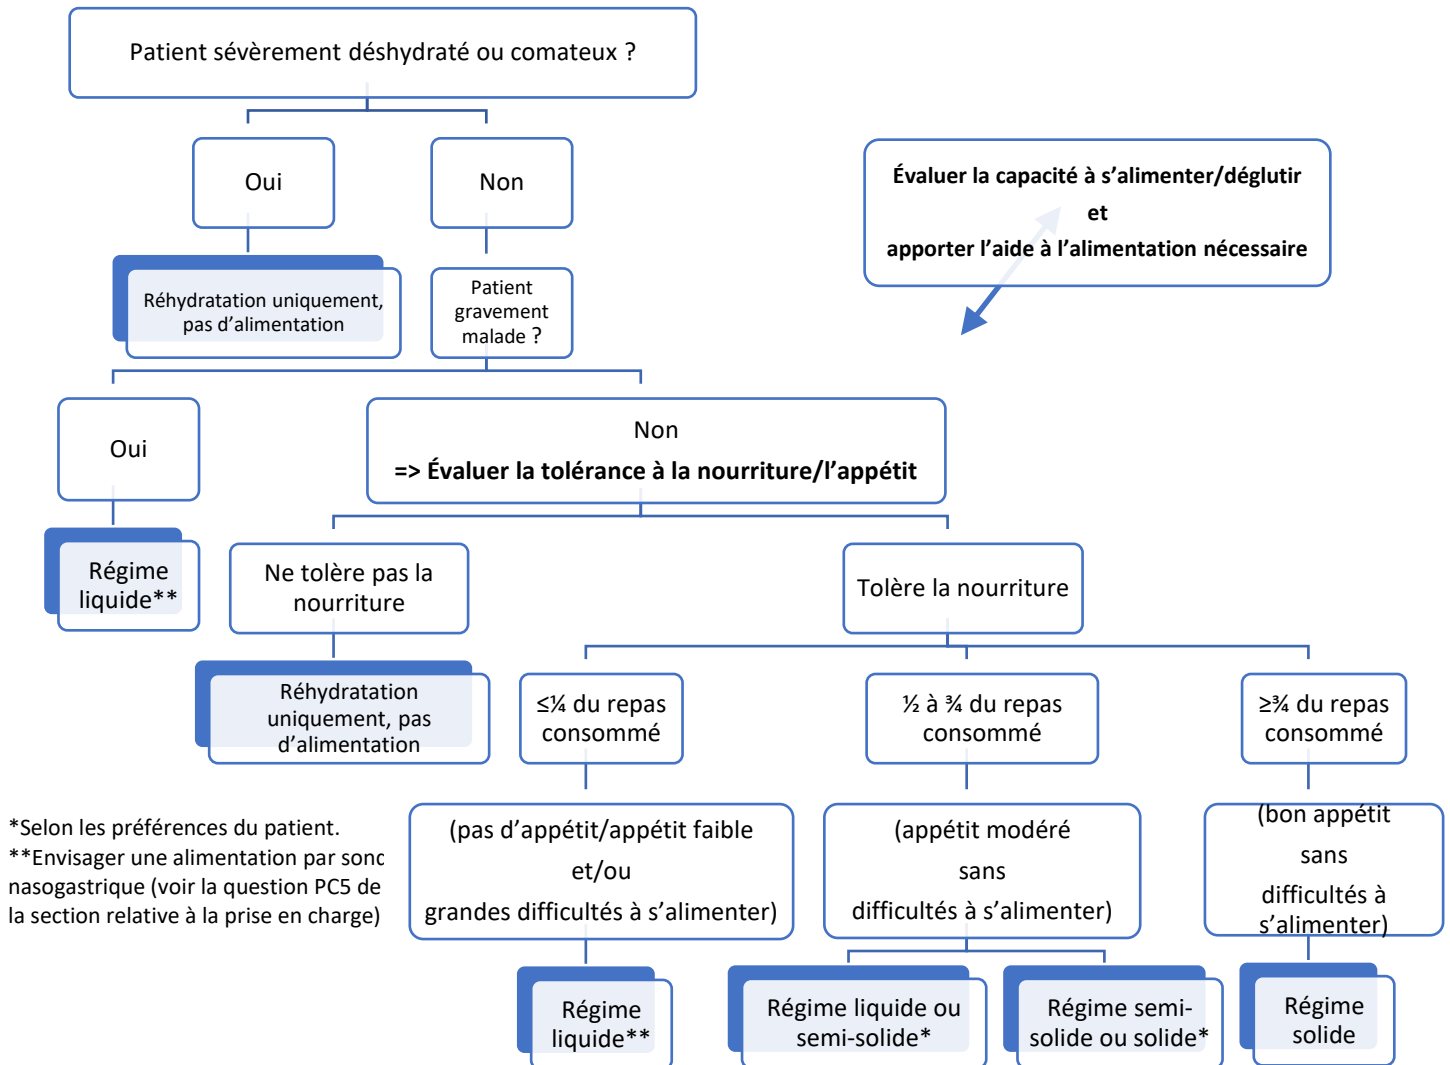 Patient sévèrement déshydraté ou comateux ?
Oui
Non
Évaluer la capacité à s’alimenter/déglutir
et
apporter l’aide à l’alimentation nécessaire
Réhydratation uniquement,
pas d’alimentation
Patient
gravement
malade ?
Oui
Non
=> Évaluer la tolérance à la nourriture/l’appétit
Régime
liquide**
Ne tolère pas la
nourriture
Tolère la nourriture
Réhydratation
uniquement, pas
d’alimentation
≤¼ du repas
consommé
½ à ¾ du repas
consommé
≥¾ du repas
consommé
(pas d’appétit/appétit faible
et/ou
grandes difficultés à s’alimenter)
(appétit modéré
sans
difficultés à s’alimenter)
(bon appétit
sans
difficultés à
s’alimenter)
*Selon les préférences du patient.
**Envisager une alimentation par sonc
nasogastrique (voir la question PC5 de
la section relative à la prise en charge)
Régime
liquide**
Régime liquide ou
semi-solide*
Régime semi-
solide ou solide*
Régime
solide